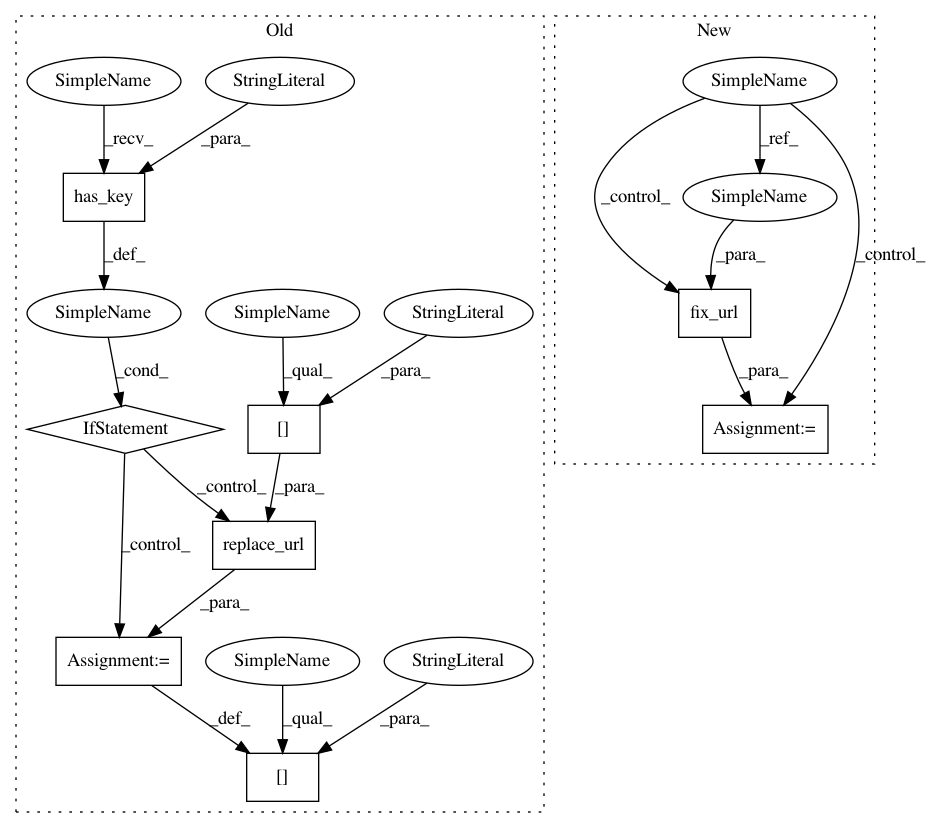 Old
New
SimpleName
StringLiteral
SimpleName
_recv_
_para_
_ref_
has_key
_control_
SimpleName
_def_
_para_
_control_
SimpleName
SimpleName
StringLiteral
fix_url
_cond_
_qual_
_para_
_para_
IfStatement
[]
Assignment:=
_control_
_para_
_control_
replace_url
_para_
Assignment:=
SimpleName
StringLiteral
_def_
_qual_
_para_
[]